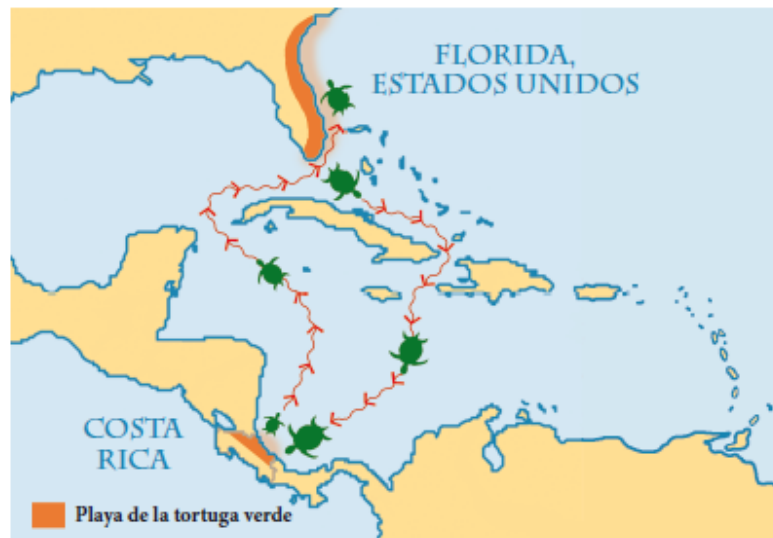 FLORIDA,
ESTADOS UNIDOS
COSTA
RICA
Playa de la tortuga verde